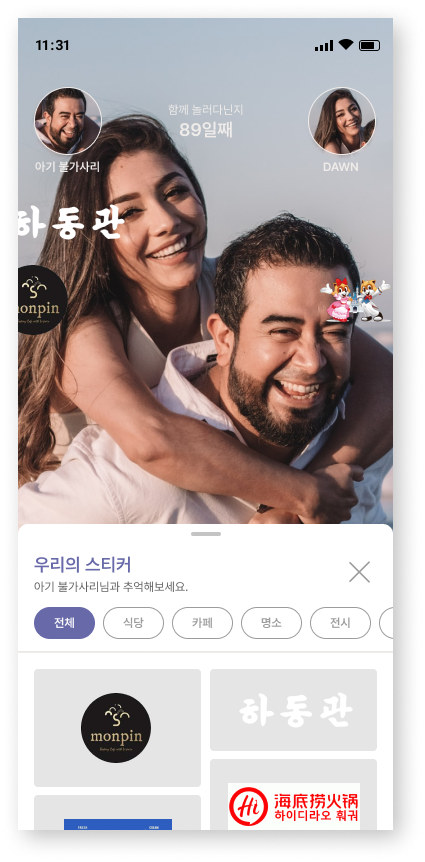 11:31
함께 놀러다닌지
89일째
아기 불가사리
DAWN
하동관
monpin
우리의 스티커
아기 불가사리님과 추억해보세요.
전체
식당
카페
명소
전시
monpin
하동관
Hi
海底捞火锅
하이디라오 훠궈